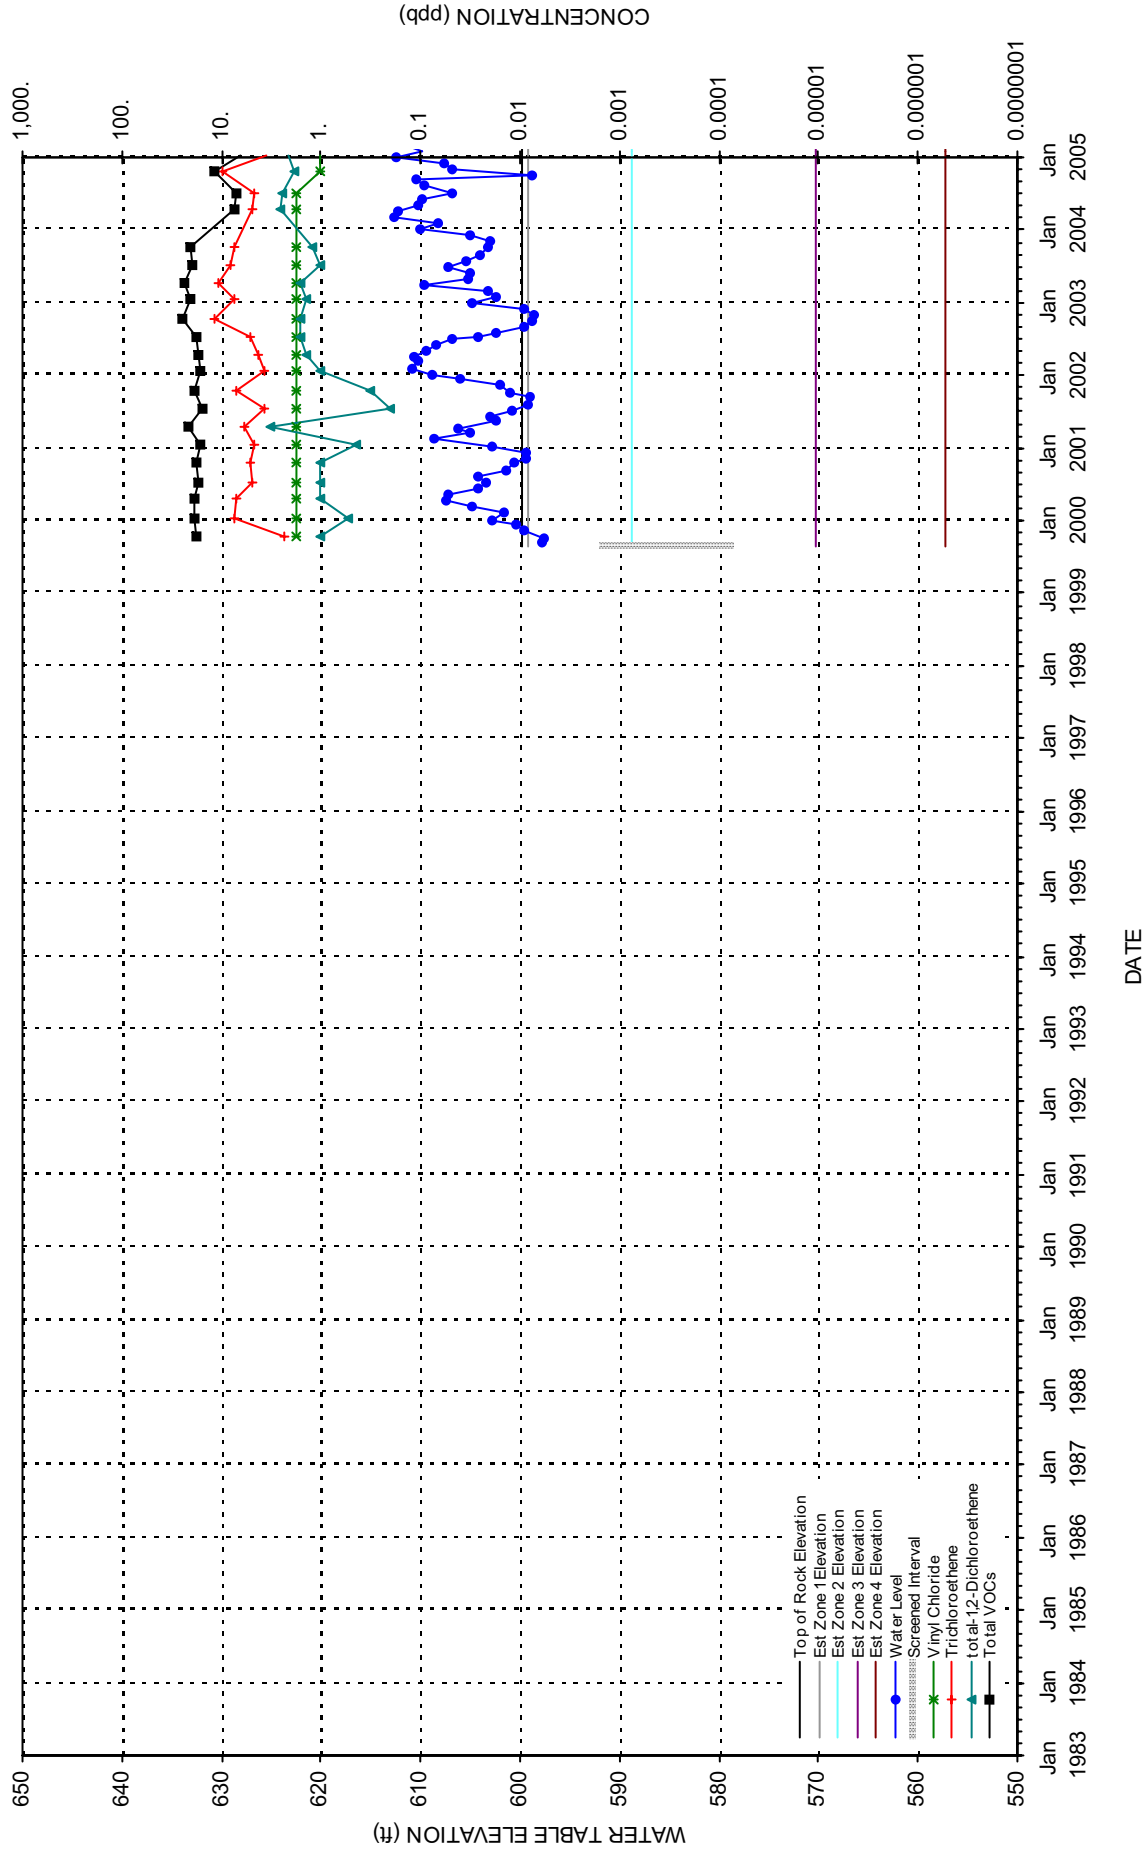 CONCENTRATION (ppb)
1,000.
100.
10.
1.
0.1
0.01
0.001
0.0001
0.00001
0.000001
0.0000001
650
640
630
620
610
600
590
580
570
560
550
WATER TABLE ELEVATION (ft)
Jan 1983
Jan 1984
Jan 1985
Jan 1986
Jan 1987
Jan 1988
Jan 1989
Jan 1990
Jan 1991
Jan 1992
Jan 1993
Jan 1994
Jan 1995
Jan 1996
Jan 1997
Jan 1998
Jan 1999
Jan 2000
Jan 2001
Jan 2002
Jan 2003
Jan 2004
Jan 2005
DATE
Top of Rock Elevation
Est Zone 1 Elevation
Est Zone 2 Elevation
Est Zone 3 Elevation
Est Zone 4 Elevation
Water Level
Screened Interval
Vinyl Chloride
Trichloroethene
total-1,2-Dichloroethene
Total VOCs